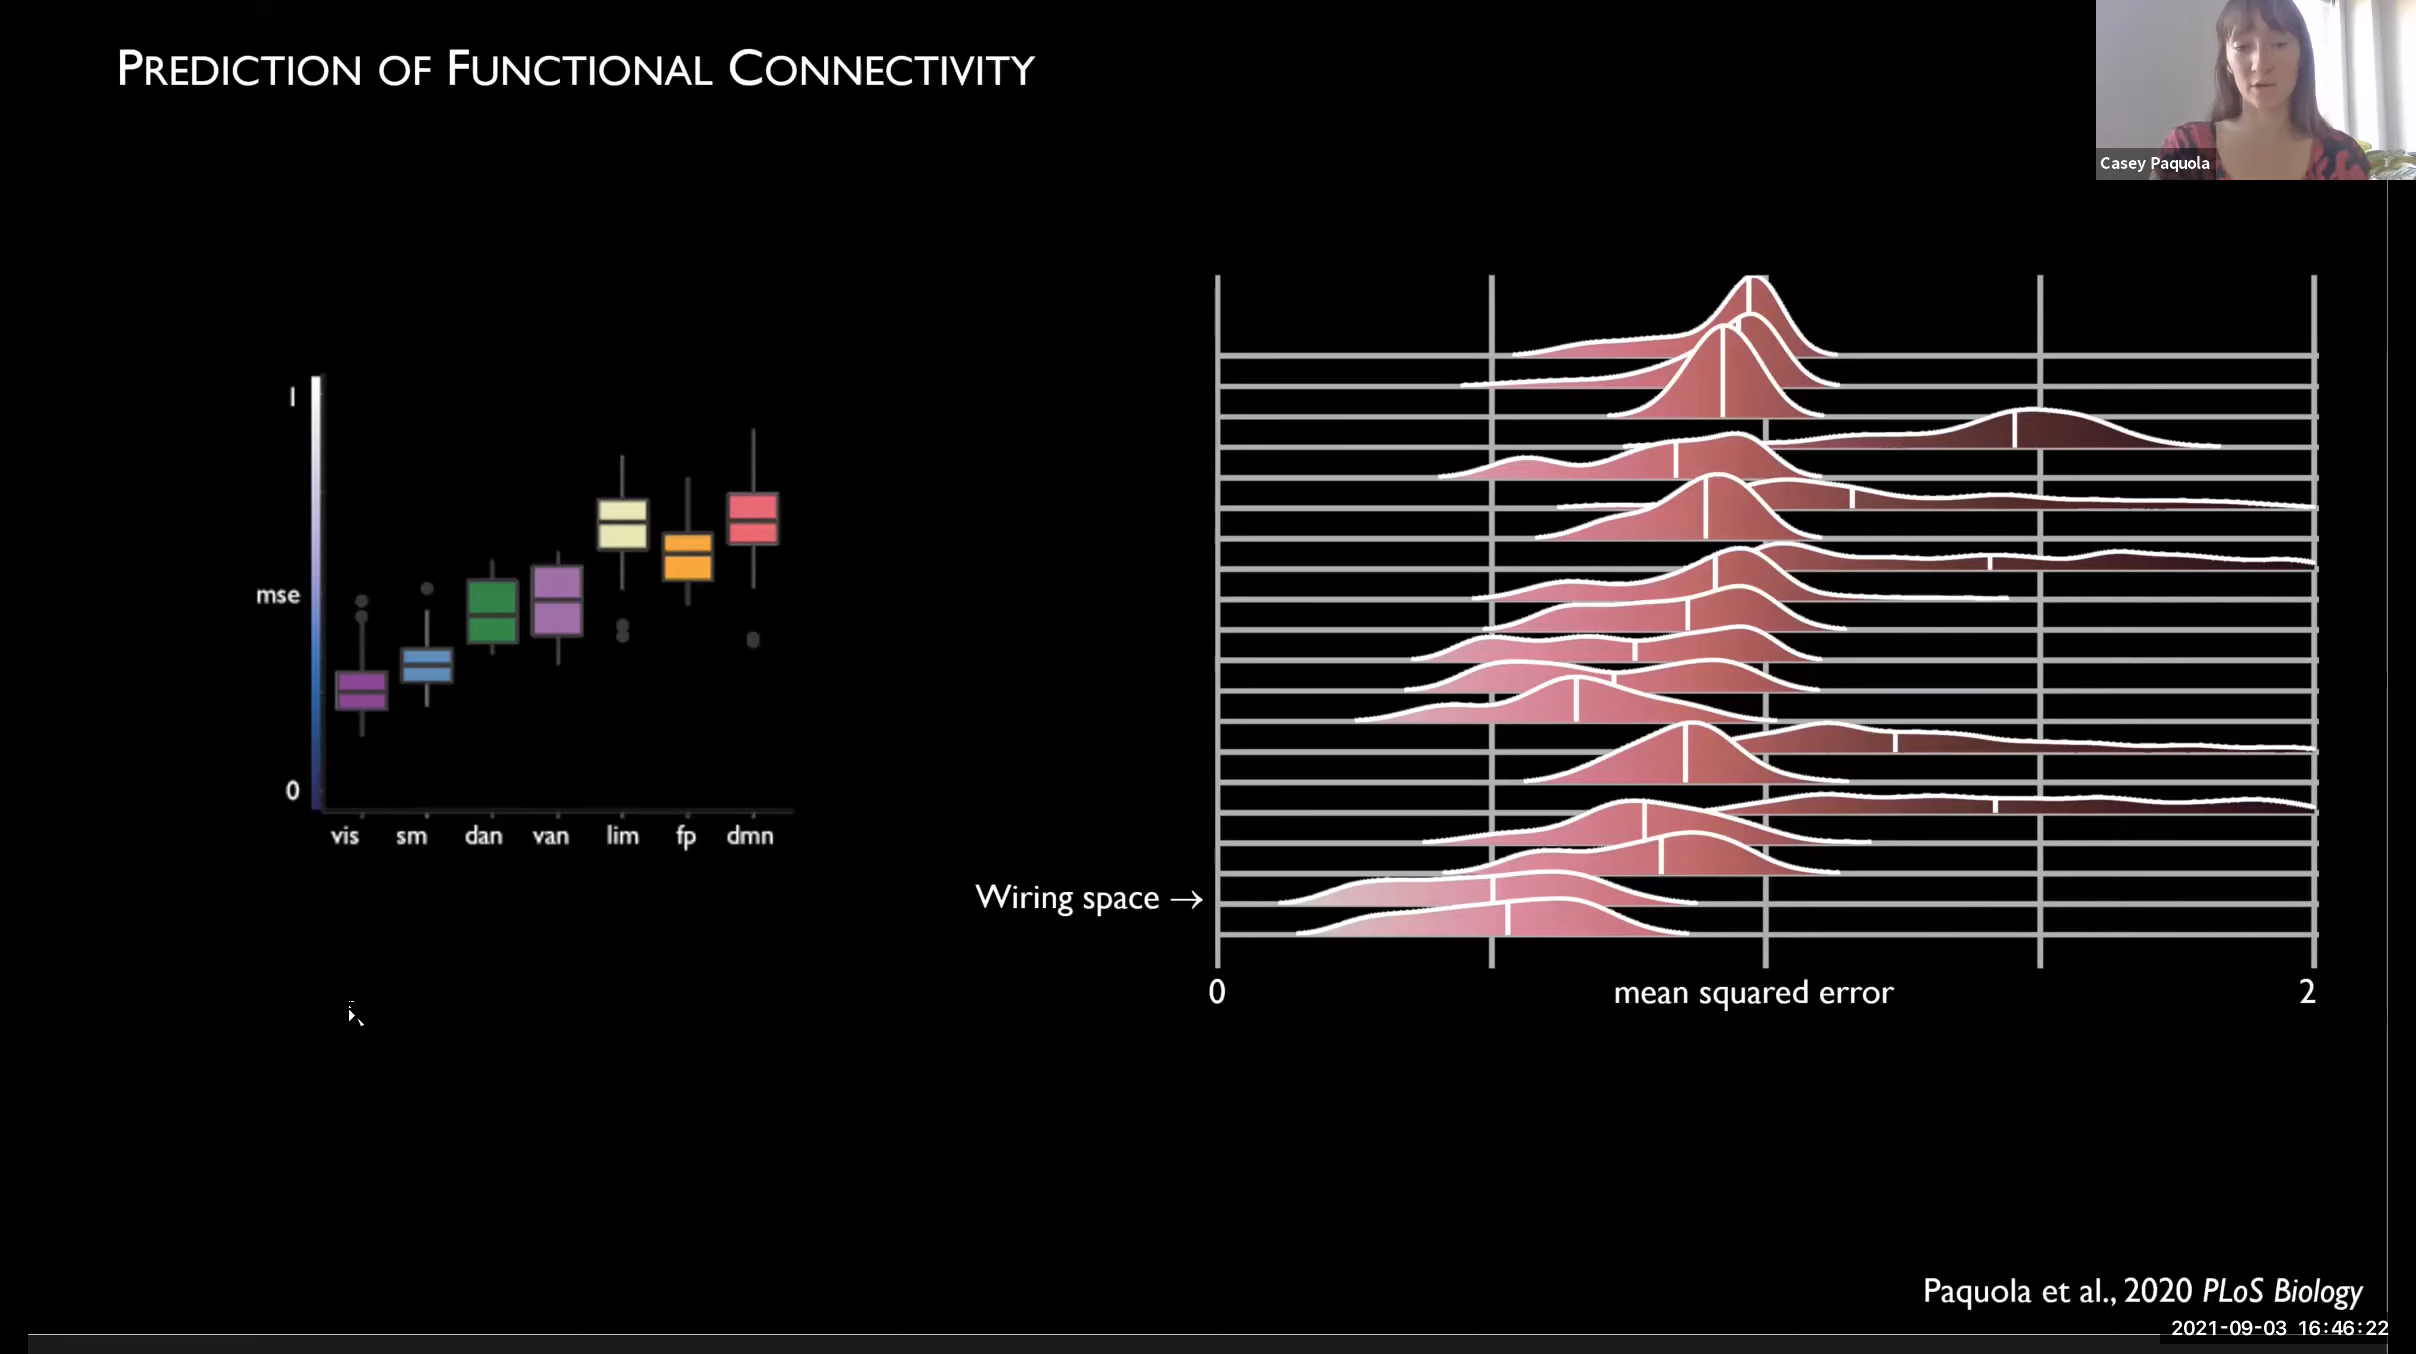 PREDICTION OF FUNCTIONAL CONNECTIVITY
Casey Paquola
1
mse
0
vis sm dan van lim fp dmn
Wiring space →
0 mean squared error 2
Paquola et al., 2020 PLoS Biology
2021-09-03 16:46:22